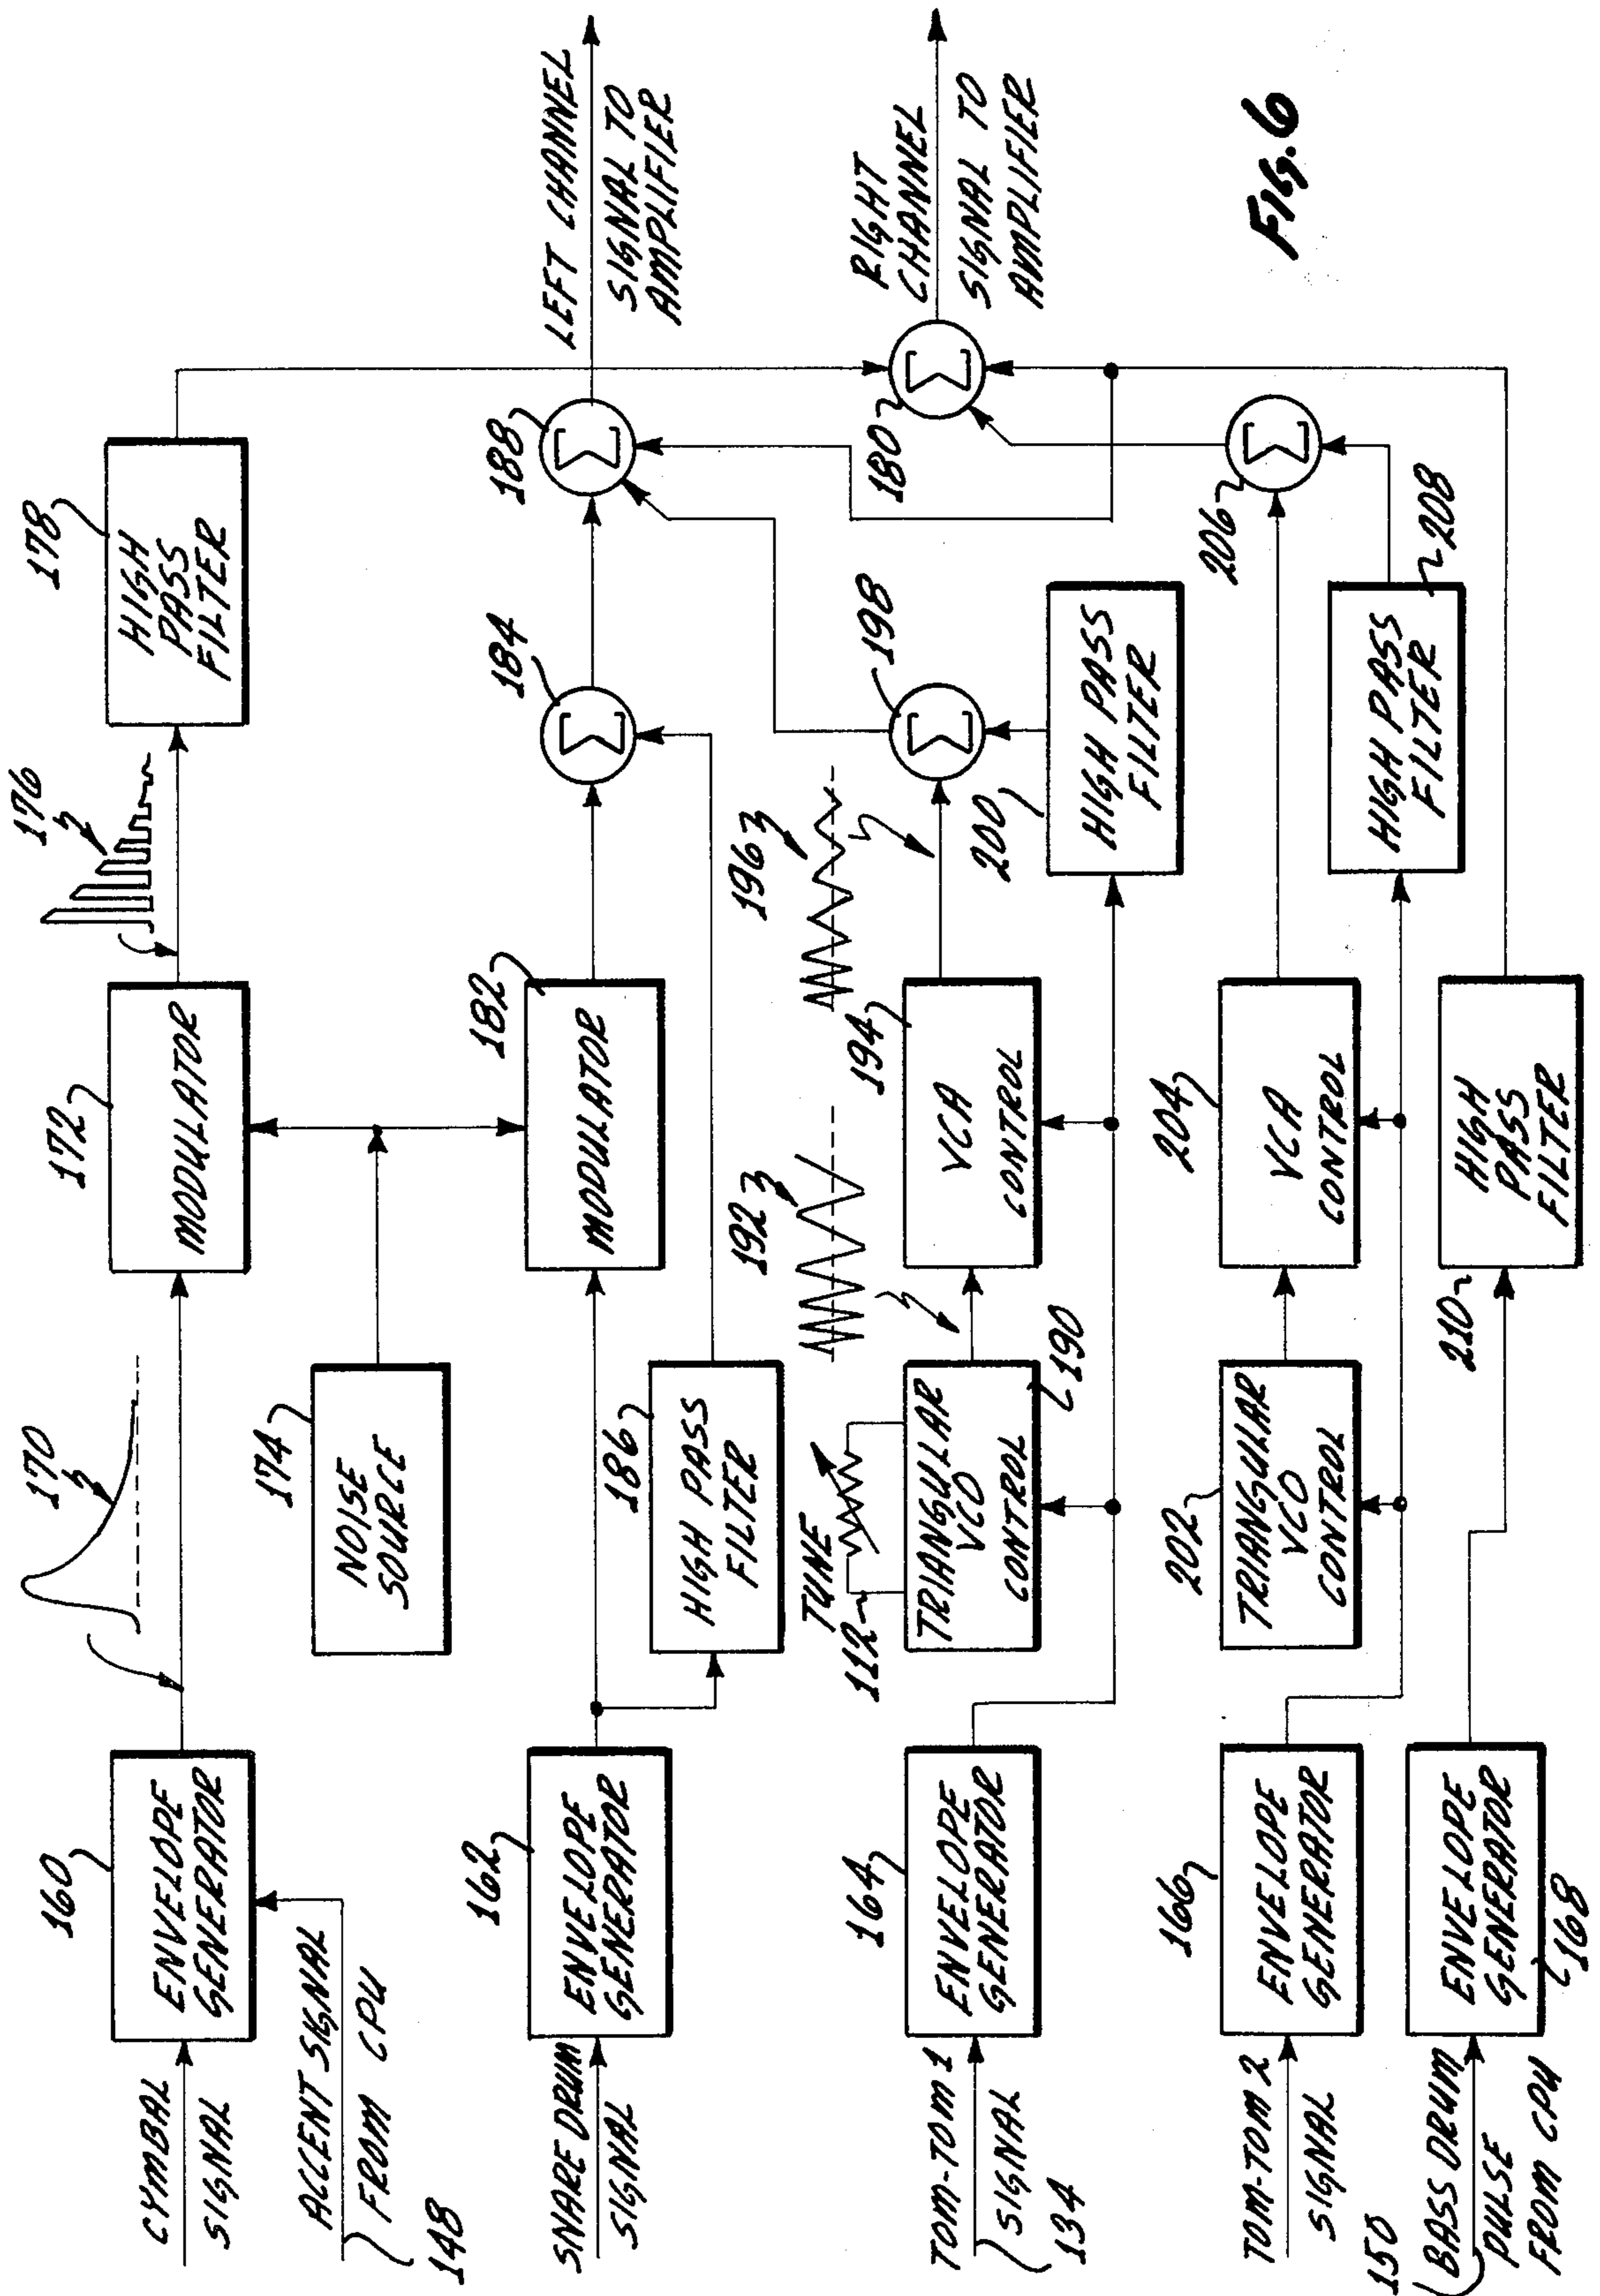 CYMBAL
SIGNAL
160
ENVELOPE
GENERATOR
170
172
MODULATOR
176
178
HIGH
PASS
FILTER
ACCENT SIGNAL
FROM CPU
148
174
NOISE
SOURCE
SNARE DRUM
SIGNAL
162
ENVELOPE
GENERATOR
182
MODULATOR
184
188
LEFT CHANNEL
SIGNAL TO
AMPLIFIER
186
HIGH PASS
FILTER
TOM-TOM 1
SIGNAL
134
164
ENVELOPE
GENERATOR
TUNE
112
TRIANGULAR
VCO
CONTROL
190
192
194
VCA
CONTROL
196
198
Σ
Σ
Σ
200
HIGH PASS
FILTER
180
Σ
RIGHT
CHANNEL
SIGNAL TO
AMPLIFIER
TOM-TOM 2
SIGNAL
166
ENVELOPE
GENERATOR
202
TRIANGULAR
VCO
CONTROL
204
VCA
CONTROL
206
Σ
208
HIGH PASS
FILTER
150
BASS DRUM
PULSE
FROM CPU
168
ENVELOPE
GENERATOR
210
HIGH
PASS
FILTER
Fig. 6